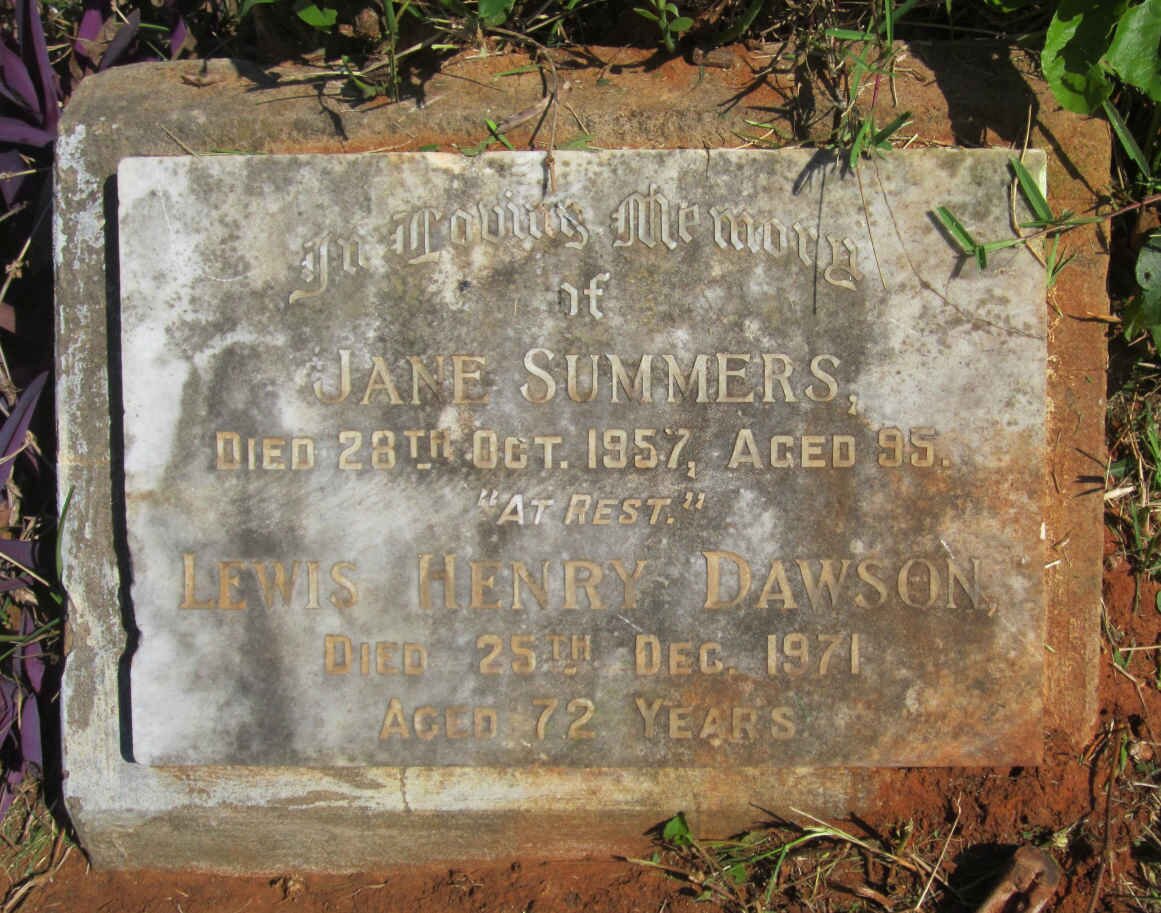 In Loving Memory
of
JANE SUMMERS,
DIED 28TH OCT. 1957, AGED 95.
"AT REST."
LEWIS HENRY DAWSON,
DIED 25TH DEC. 1971
AGED 72 YEARS